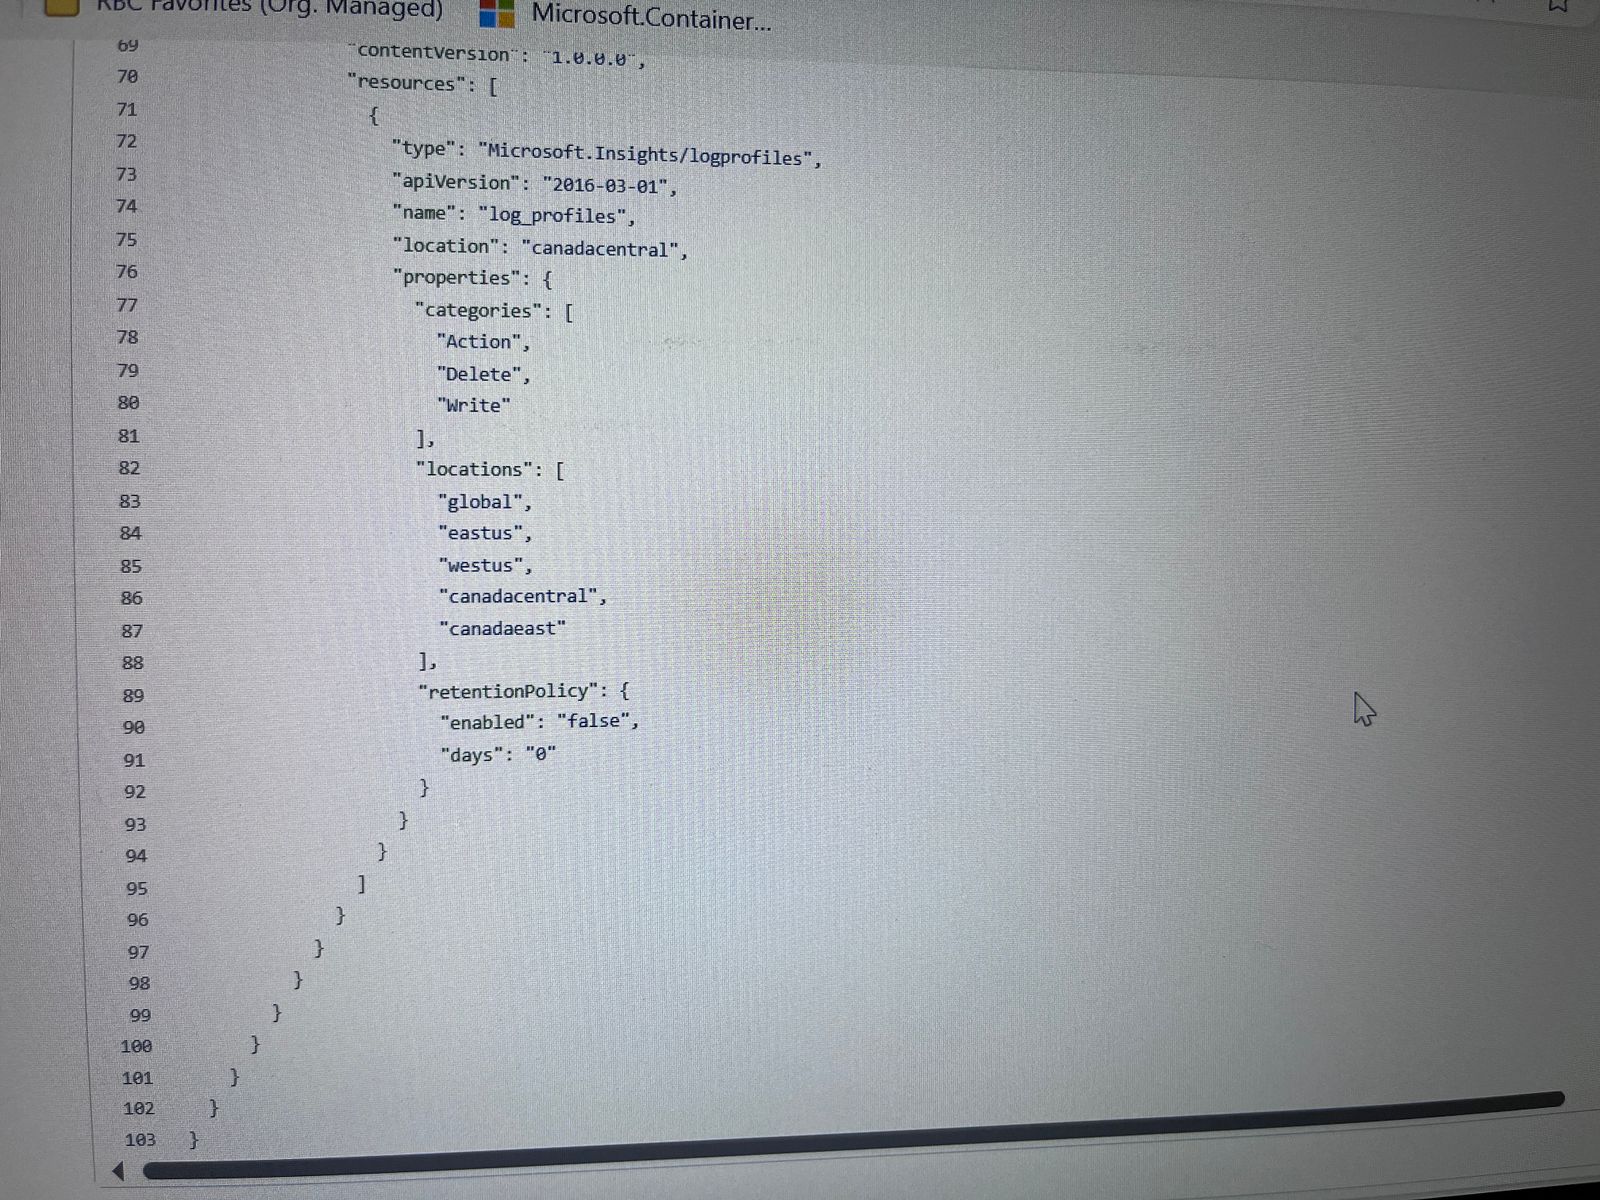 RBC Favorites (Org. Managed) Microsoft.Container...
69 "contentVersion": "1.0.0.0",
70 "resources": [
71 {
72 "type": "Microsoft.Insights/logprofiles",
73 "apiVersion": "2016-03-01",
74 "name": "log_profiles",
75 "location": "canadacentral",
76 "properties": {
77 "categories": [
78 "Action",
79 "Delete",
80 "Write"
81 ],
82 "locations": [
83 "global",
84 "eastus",
85 "westus",
86 "canadacentral",
87 "canadaeast"
88 ],
89 "retentionPolicy": {
90 "enabled": "false",
91 "days": "0"
92 }
93 }
94 }
95 ]
96 }
97 }
98 }
99 }
100 }
101 }
102 }
103 }